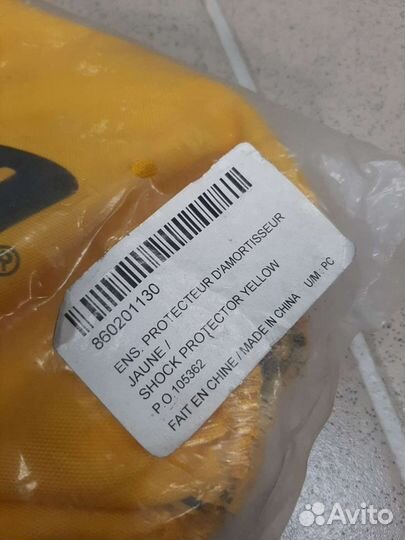 860201130
ENS. PROTECTEUR D'AMORTISSEUR
JAUNE /
SHOCK PROTECTOR YELLOW
P.O 105362
FAIT EN CHINE / MADE IN CHINA U/M : PC
®
Avito